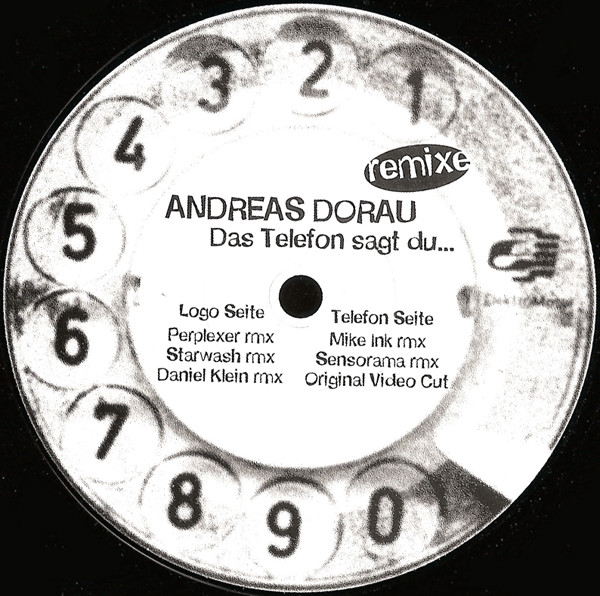 1
2
3
4
5
6
7
8
9
0
remixe
ANDREAS DORAU
Das Telefon sagt du...
Logo Seite
Perplexer rmx
Starwash rmx
Daniel Klein rmx
Telefon Seite
Mike Ink rmx
Sensorama rmx
Original Video Cut